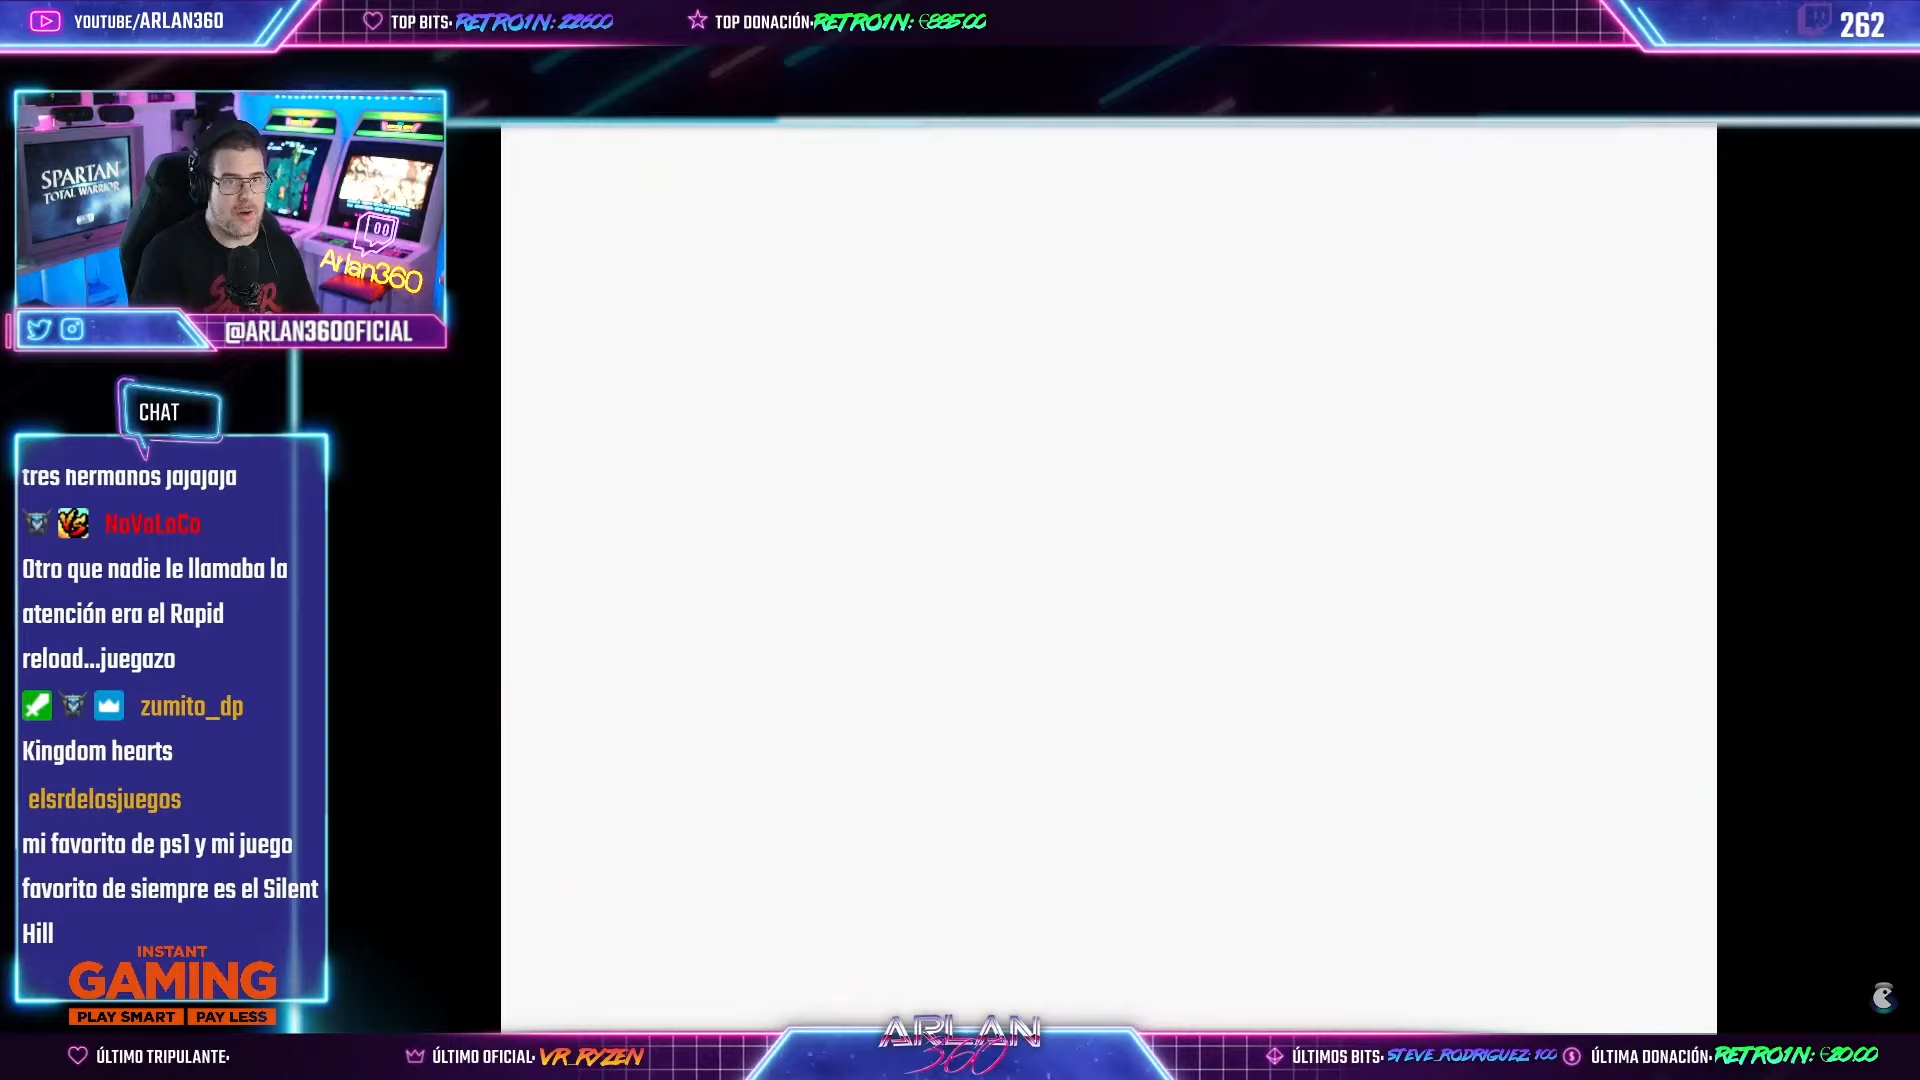 YOUTUBE/ARLAN360
TOP BITS: RETRO1N: 22600
TOP DONACIÓN: RETRO1N: €885.00
262
SPARTAN
TOTAL WARRIOR
Arlan360
@ARLAN360OFICIAL
CHAT
tres hermanos jajajaja
NoVoLoCo
Otro que nadie le llamaba la
atención era el Rapid
reload...juegazo
zumito_dp
Kingdom hearts
elsrdelosjuegos
mi favorito de ps1 y mi juego
favorito de siempre es el Silent
Hill
INSTANT
GAMING
PLAY SMART PAY LESS
ARLAN
360
ÚLTIMO TRIPULANTE:
ÚLTIMO OFICIAL: VR_RYZEN
ÚLTIMOS BITS: STEVE_RODRIGUEZ: 100
ÚLTIMA DONACIÓN: RETRO1N: €20.00